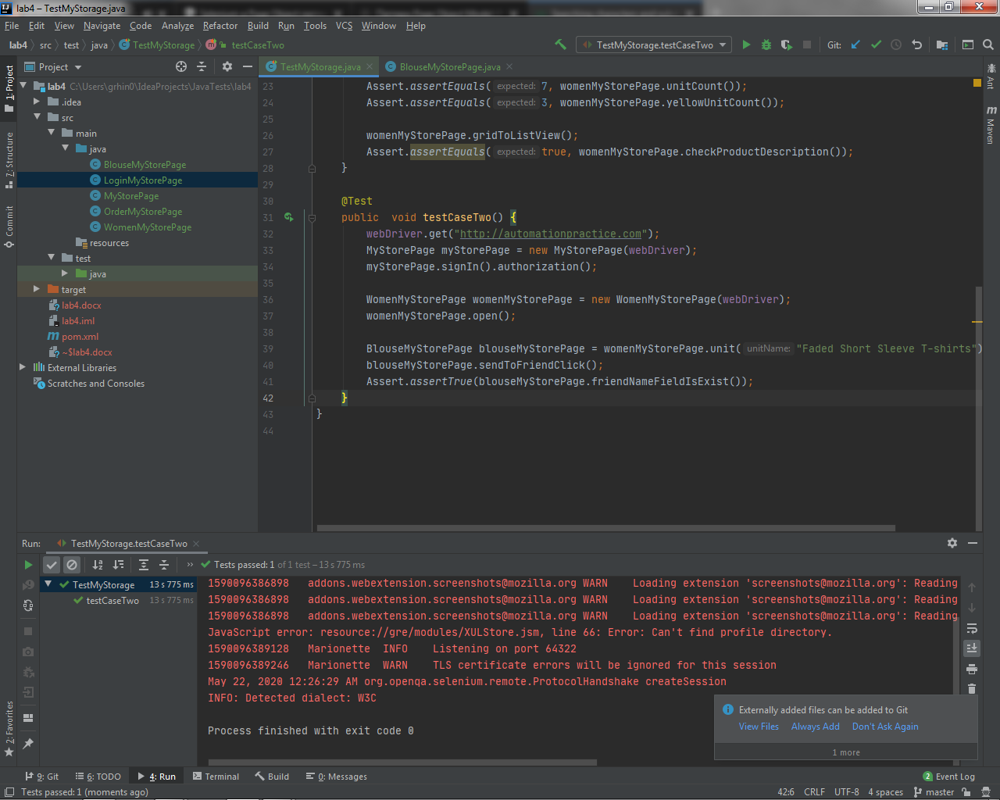 lab4 – TestMyStorage.java
File Edit View Navigate Code Analyze Refactor Build Run Tools VCS Window Help
lab4 src test java TestMyStorage testCaseTwo TestMyStorage.testCaseTwo Git:
Project
TestMyStorage.java
BlouseMyStorePage.java
1: Project
7: Structure
Commit
2: Favorites
Ant
Maven
lab4 C:\Users\grhin0\IdeaProjects\JavaTests\lab4
.idea
src
main
java
BlouseMyStorePage
LoginMyStorePage
MyStorePage
OrderMyStorePage
WomenMyStorePage
resources
test
java
target
lab4.docx
lab4.iml
pom.xml
~$lab4.docx
External Libraries
Scratches and Consoles
23 Assert.assertEquals( expected: 7, womenMyStorePage.unitCount());
24 Assert.assertEquals( expected: 3, womenMyStorePage.yellowUnitCount());
25
26 womenMyStorePage.gridToListView();
27 Assert.assertEquals( expected: true, womenMyStorePage.checkProductDescription());
28 }
29
30 @Test
31 public void testCaseTwo() {
32 webDriver.get("http://automationpractice.com");
33 MyStorePage myStorePage = new MyStorePage(webDriver);
34 myStorePage.signIn().authorization();
35
36 WomenMyStorePage womenMyStorePage = new WomenMyStorePage(webDriver);
37 womenMyStorePage.open();
38
39 BlouseMyStorePage blouseMyStorePage = womenMyStorePage.unit( unitName: "Faded Short Sleeve T-shirts")
40 blouseMyStorePage.sendToFriendClick();
41 Assert.assertTrue(blouseMyStorePage.friendNameFieldIsExist());
42 }
43 }
44
Run: TestMyStorage.testCaseTwo
Tests passed: 1 of 1 test – 13 s 775 ms
TestMyStorage 13 s 775 ms
testCaseTwo 13 s 775 ms
1590096386898 addons.webextension.screenshots@mozilla.org WARN Loading extension 'screenshots@mozilla.org': Reading
1590096386898 addons.webextension.screenshots@mozilla.org WARN Loading extension 'screenshots@mozilla.org': Reading
1590096386898 addons.webextension.screenshots@mozilla.org WARN Loading extension 'screenshots@mozilla.org': Reading
JavaScript error: resource://gre/modules/XULStore.jsm, line 66: Error: Can't find profile directory.
1590096389128 Marionette INFO Listening on port 64322
1590096389246 Marionette WARN TLS certificate errors will be ignored for this session
May 22, 2020 12:26:29 AM org.openqa.selenium.remote.ProtocolHandshake createSession
INFO: Detected dialect: W3C
Process finished with exit code 0
Externally added files can be added to Git
View Files Always Add Don't Ask Again
1 more
9: Git 6: TODO 4: Run Terminal Build 0: Messages 2 Event Log
Tests passed: 1 (moments ago) 42:6 CRLF UTF-8 4 spaces master